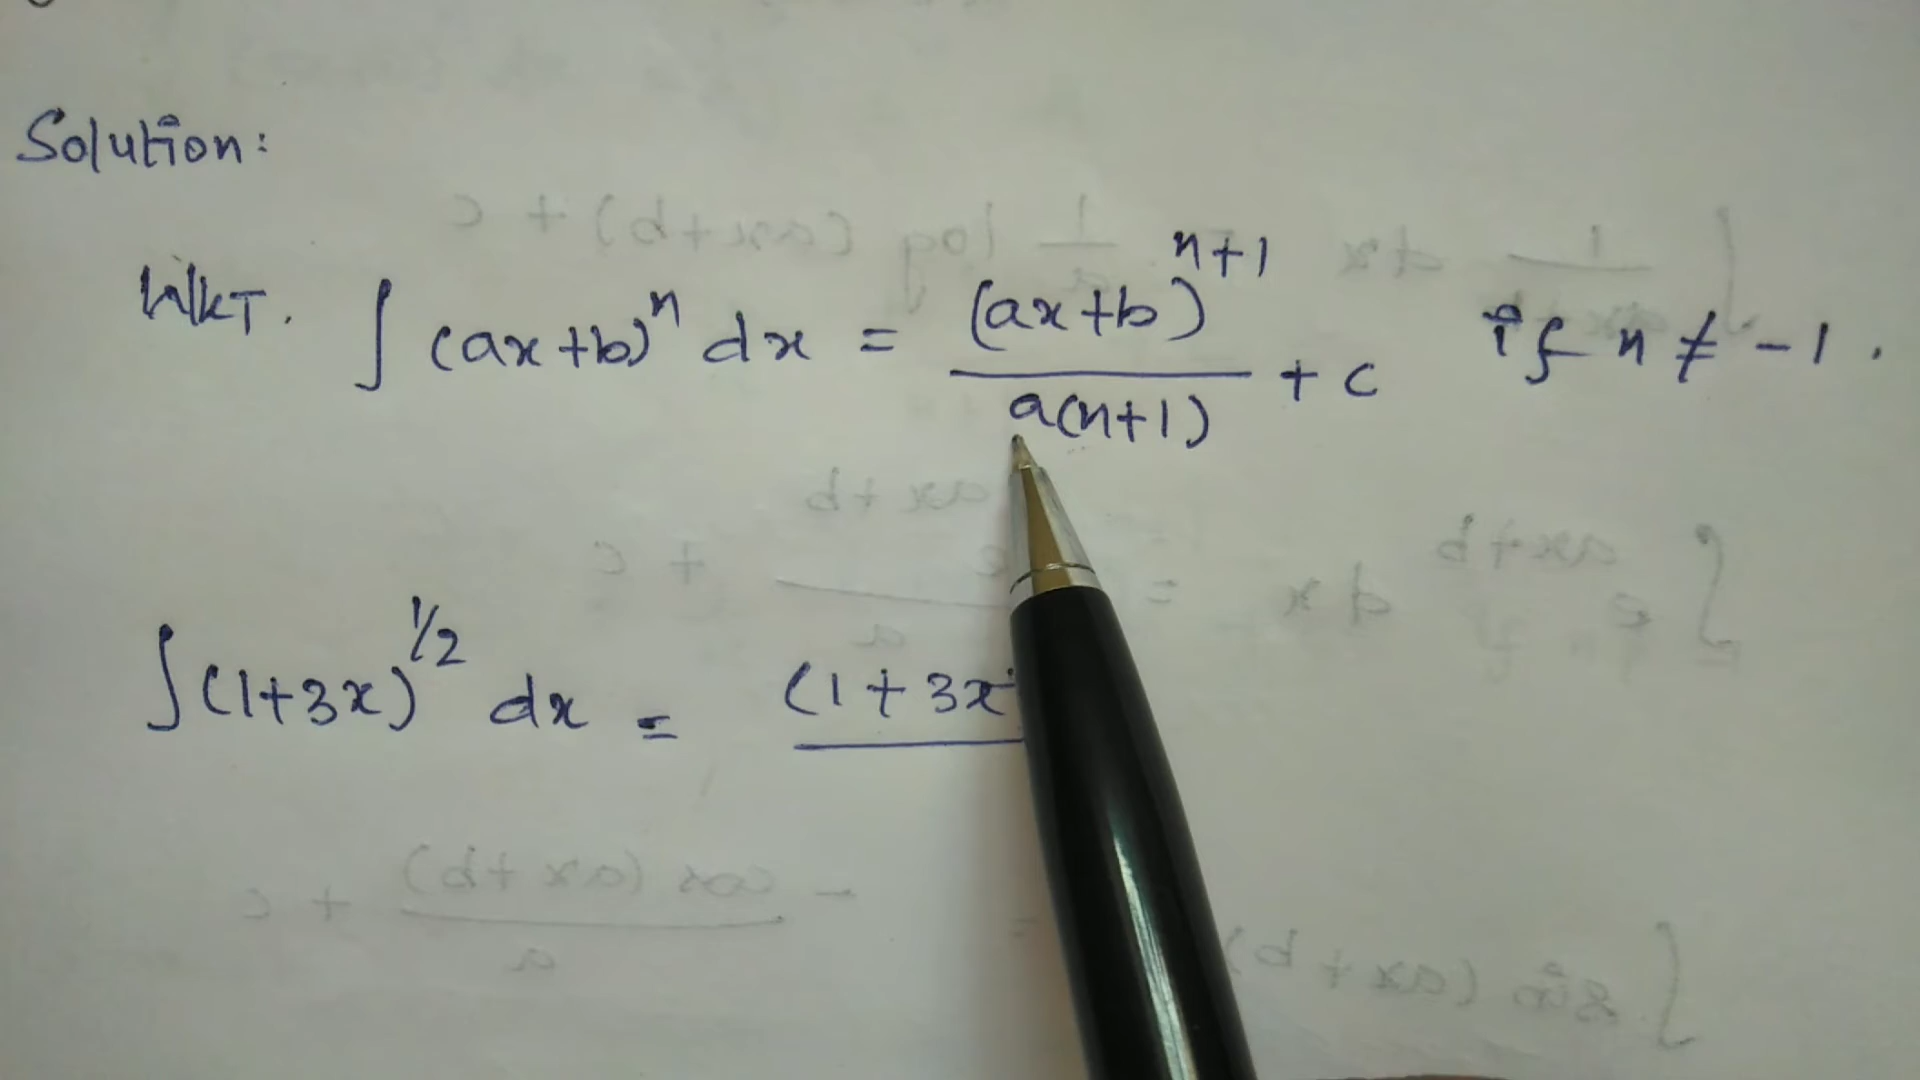 Solution:
WKT. ∫ (ax+b)^n dx = (ax+b)^{n+1} / a(n+1) + c if n ≠ -1.
∫(1+3x)^{1/2} dx = (1+3x